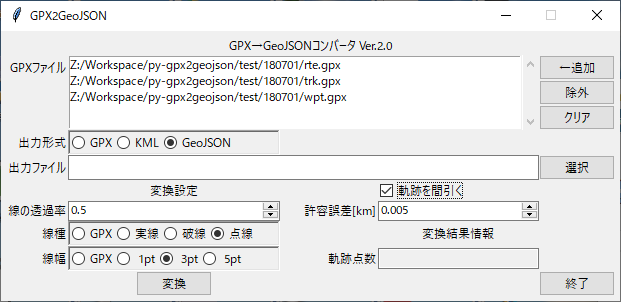 GPX2GeoJSON
GPX→GeoJSONコンバータ Ver.2.0
GPXファイル
Z:/Workspace/py-gpx2geojson/test/180701/rte.gpx
Z:/Workspace/py-gpx2geojson/test/180701/trk.gpx
Z:/Workspace/py-gpx2geojson/test/180701/wpt.gpx
←追加
除外
クリア
出力形式 GPX KML GeoJSON
出力ファイル 選択
変換設定 軌跡を間引く
線の透過率 0.5 許容誤差[km] 0.005
線種 GPX 実線 破線 点線 変換結果情報
線幅 GPX 1pt 3pt 5pt 軌跡点数
変換 終了